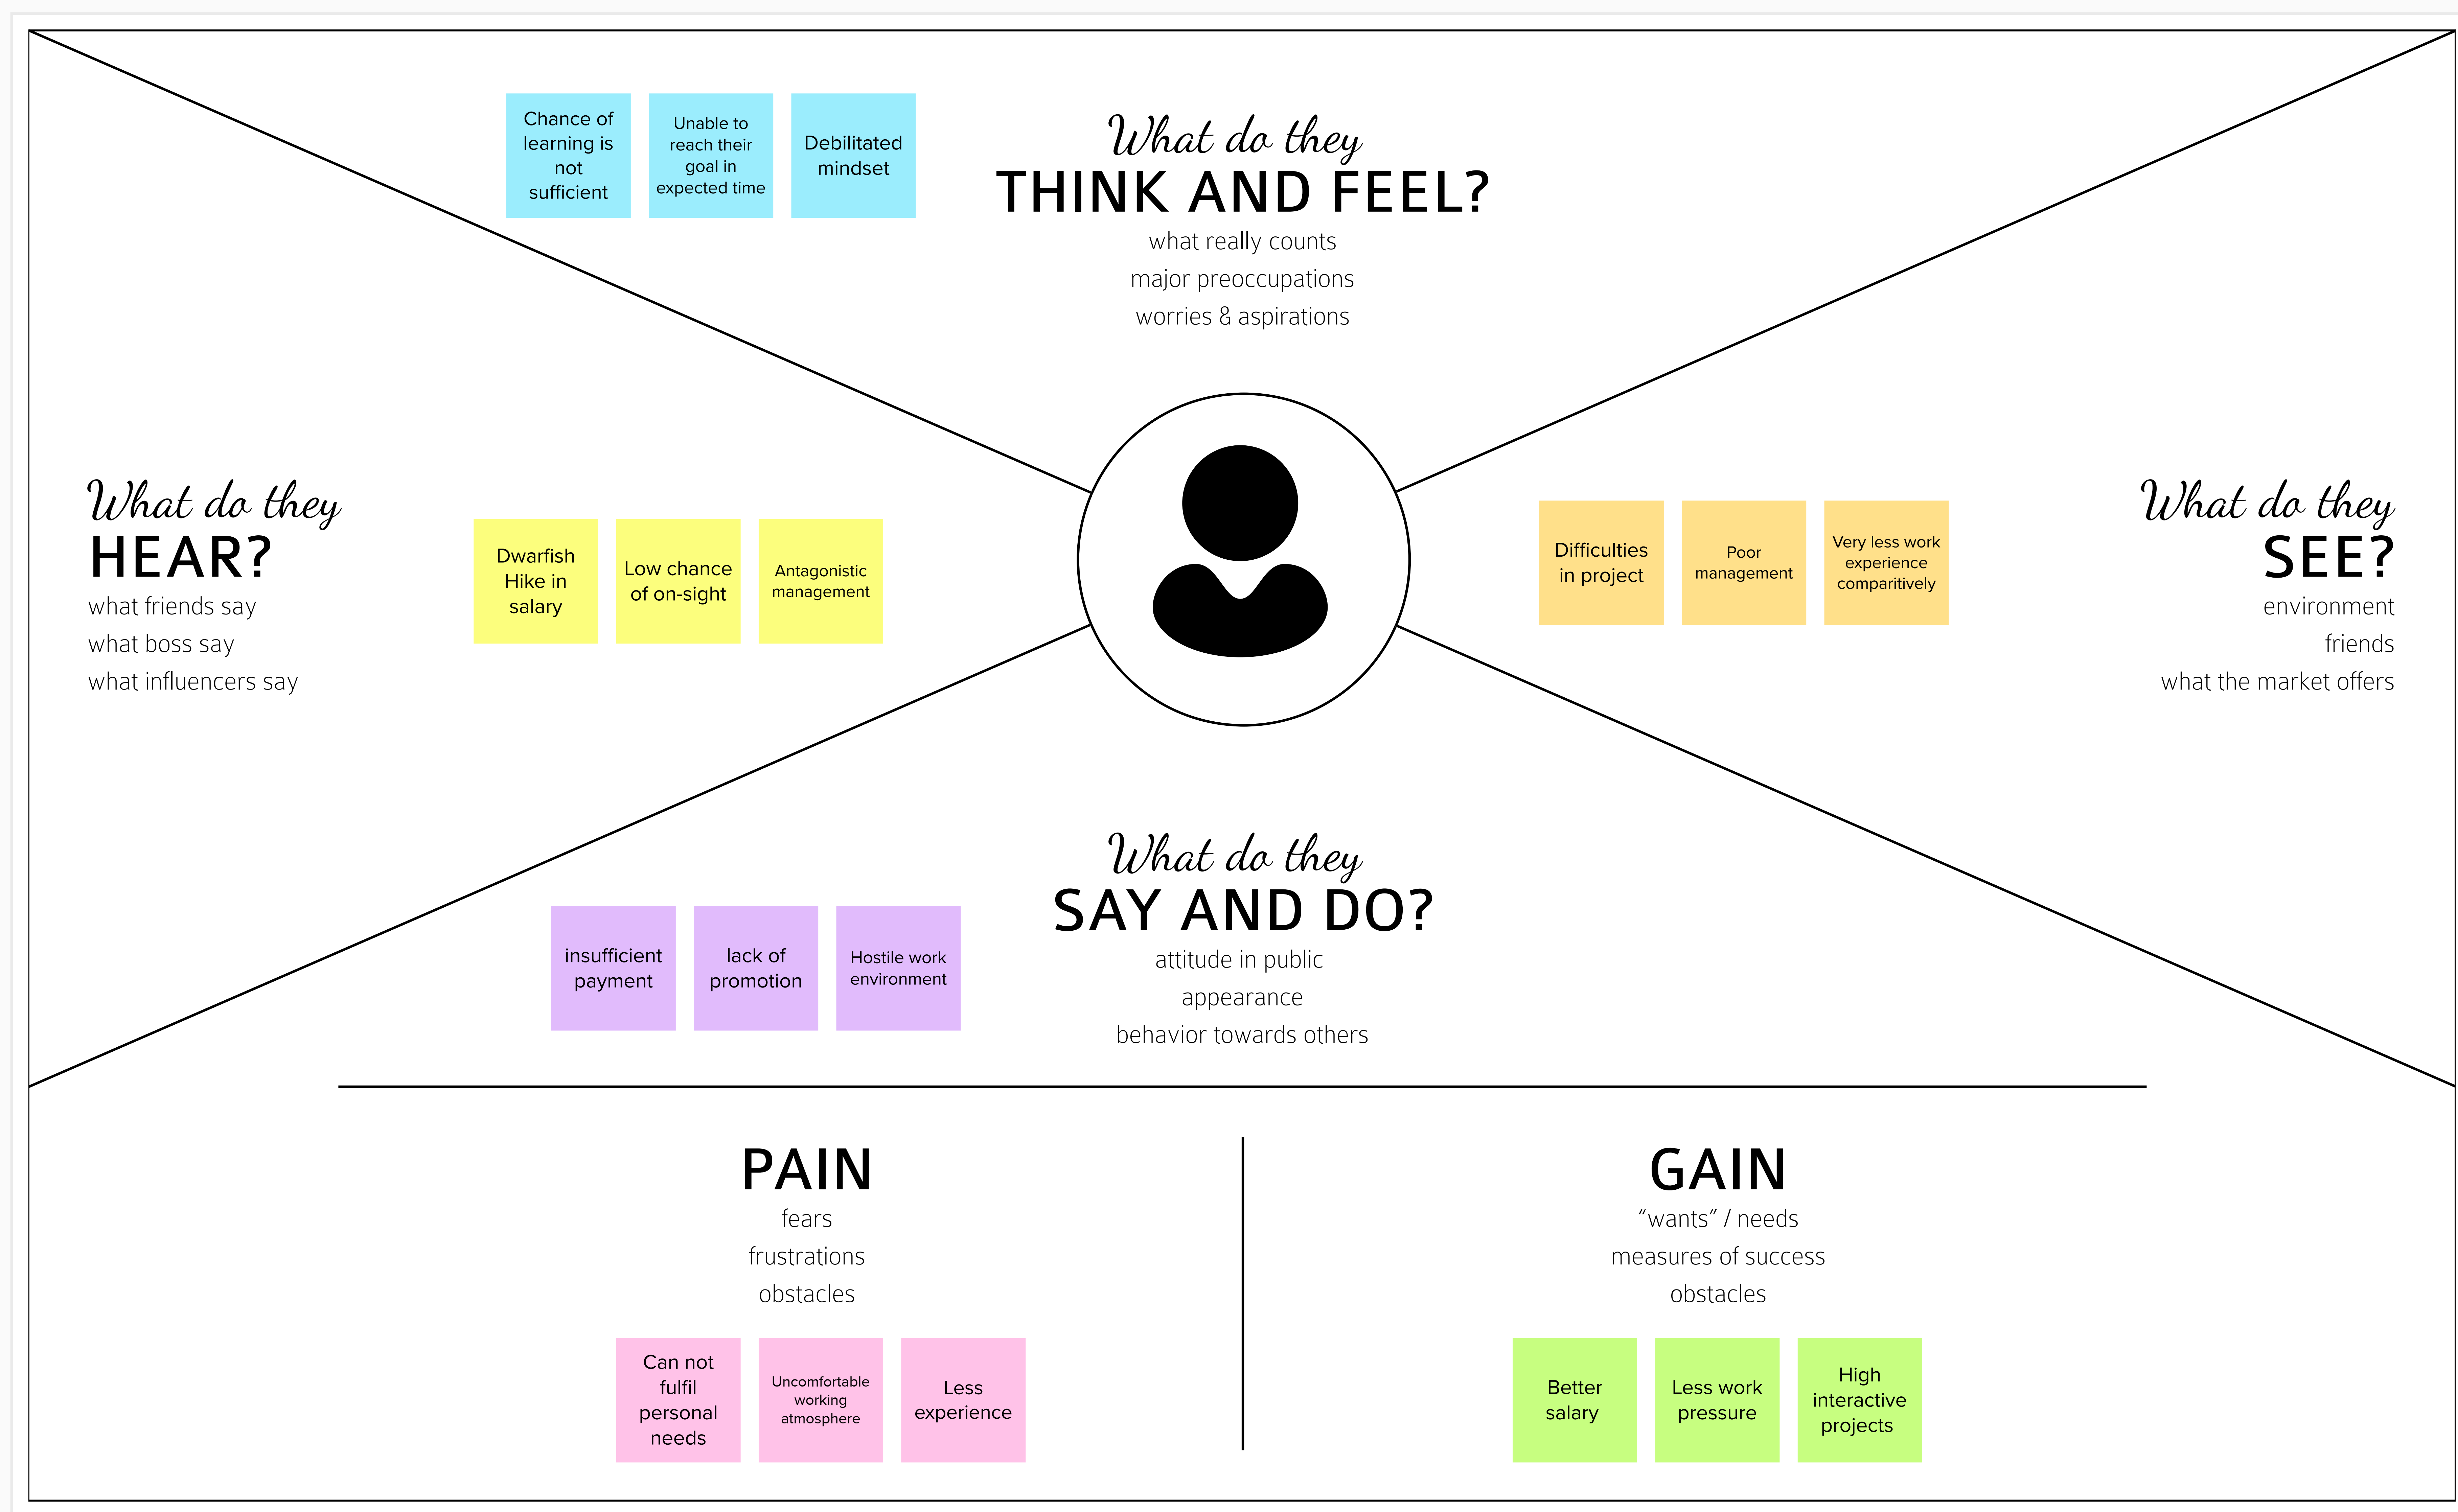 Chance of
learning is
not
sufficient
Unable to
reach their
goal in
expected time
Debilitated
mindset
What do they
THINK AND FEEL?
what really counts
major preoccupations
worries & aspirations
What do they
HEAR?
what friends say
what boss say
what influencers say
Dwarfish
Hike in
salary
Low chance
of on-sight
Antagonistic
management
Difficulties
in project
Poor
management
Very less work
experience
comparitively
What do they
SEE?
environment
friends
what the market offers
insufficient
payment
lack of
promotion
Hostile work
environment
What do they
SAY AND DO?
attitude in public
appearance
behavior towards others
PAIN
fears
frustrations
obstacles
Can not
fulfil
personal
needs
Uncomfortable
working
atmosphere
Less
experience
GAIN
“wants” / needs
measures of success
obstacles
Better
salary
Less work
pressure
High
interactive
projects